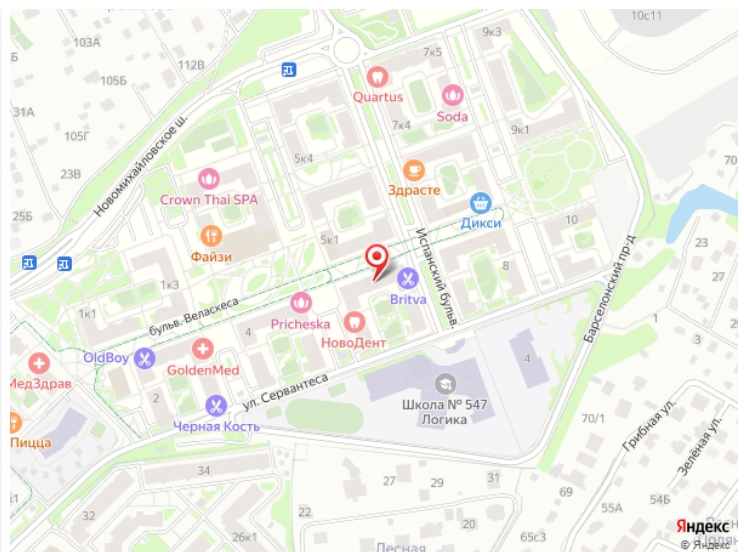 10с11
9к3
7к5
103А
105Б
112В
Quartus
Soda
31А
105Г
7к4
9к1
5к4
Новомихайловское ш.
23В
Здрасте
Crown Thai SPA
Дикси
25Б
10
Испанский бульв.
5к1
Файзи
23
27
8
Барселонский пр-д
1к3
бульв. Веласкеса
Britva
1к1
4
Pricheska
НовоДент
1
3
OldBoy
GoldenMed
МедЗдрав
4
2
ул. Сервантеса
Школа № 547
Логика
Черная Кость
70/1
Грибная ул.
Зелёная ул.
Пицца
34
27
29
31
69
54Б
55А
32
22
20
65с3
26к1
Лесная
Яндекс
© Яндекс